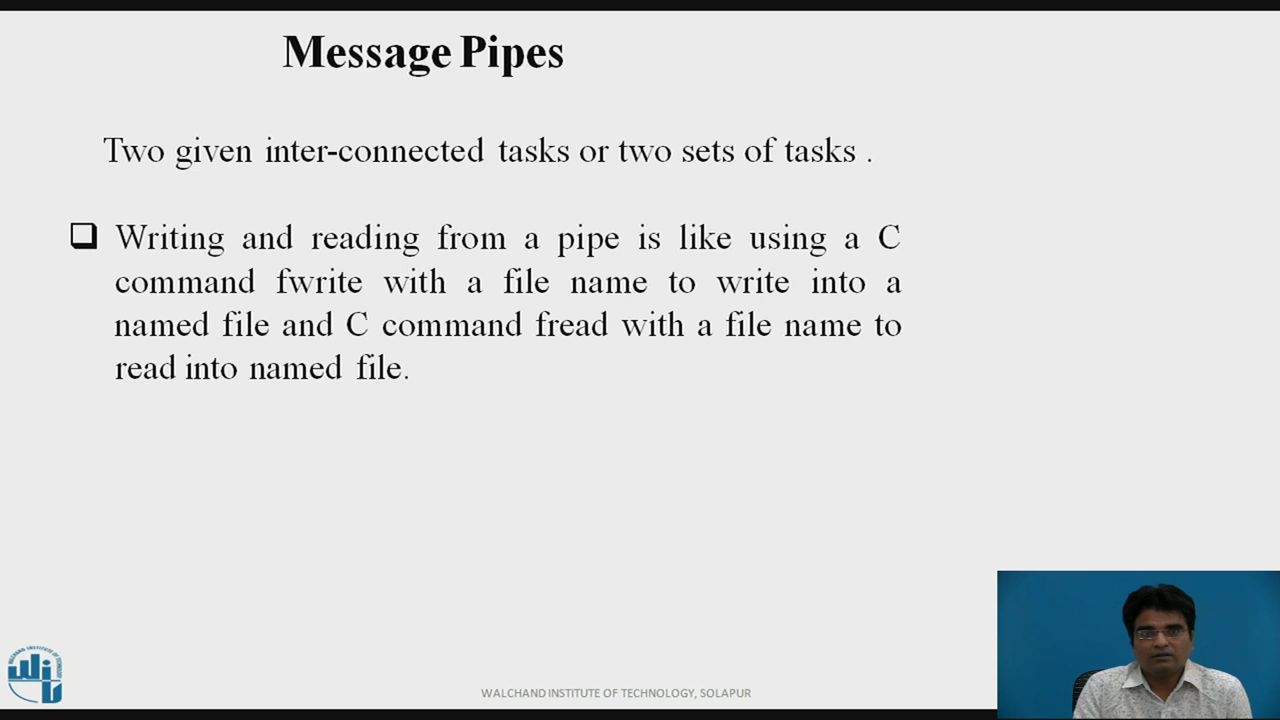 Message Pipes
Two given inter-connected tasks or two sets of tasks .
Writing and reading from a pipe is like using a C
command fwrite with a file name to write into a
named file and C command fread with a file name to
read into named file.
WALCHAND INSTITUTE OF TECHNOLOGY, SOLAPUR